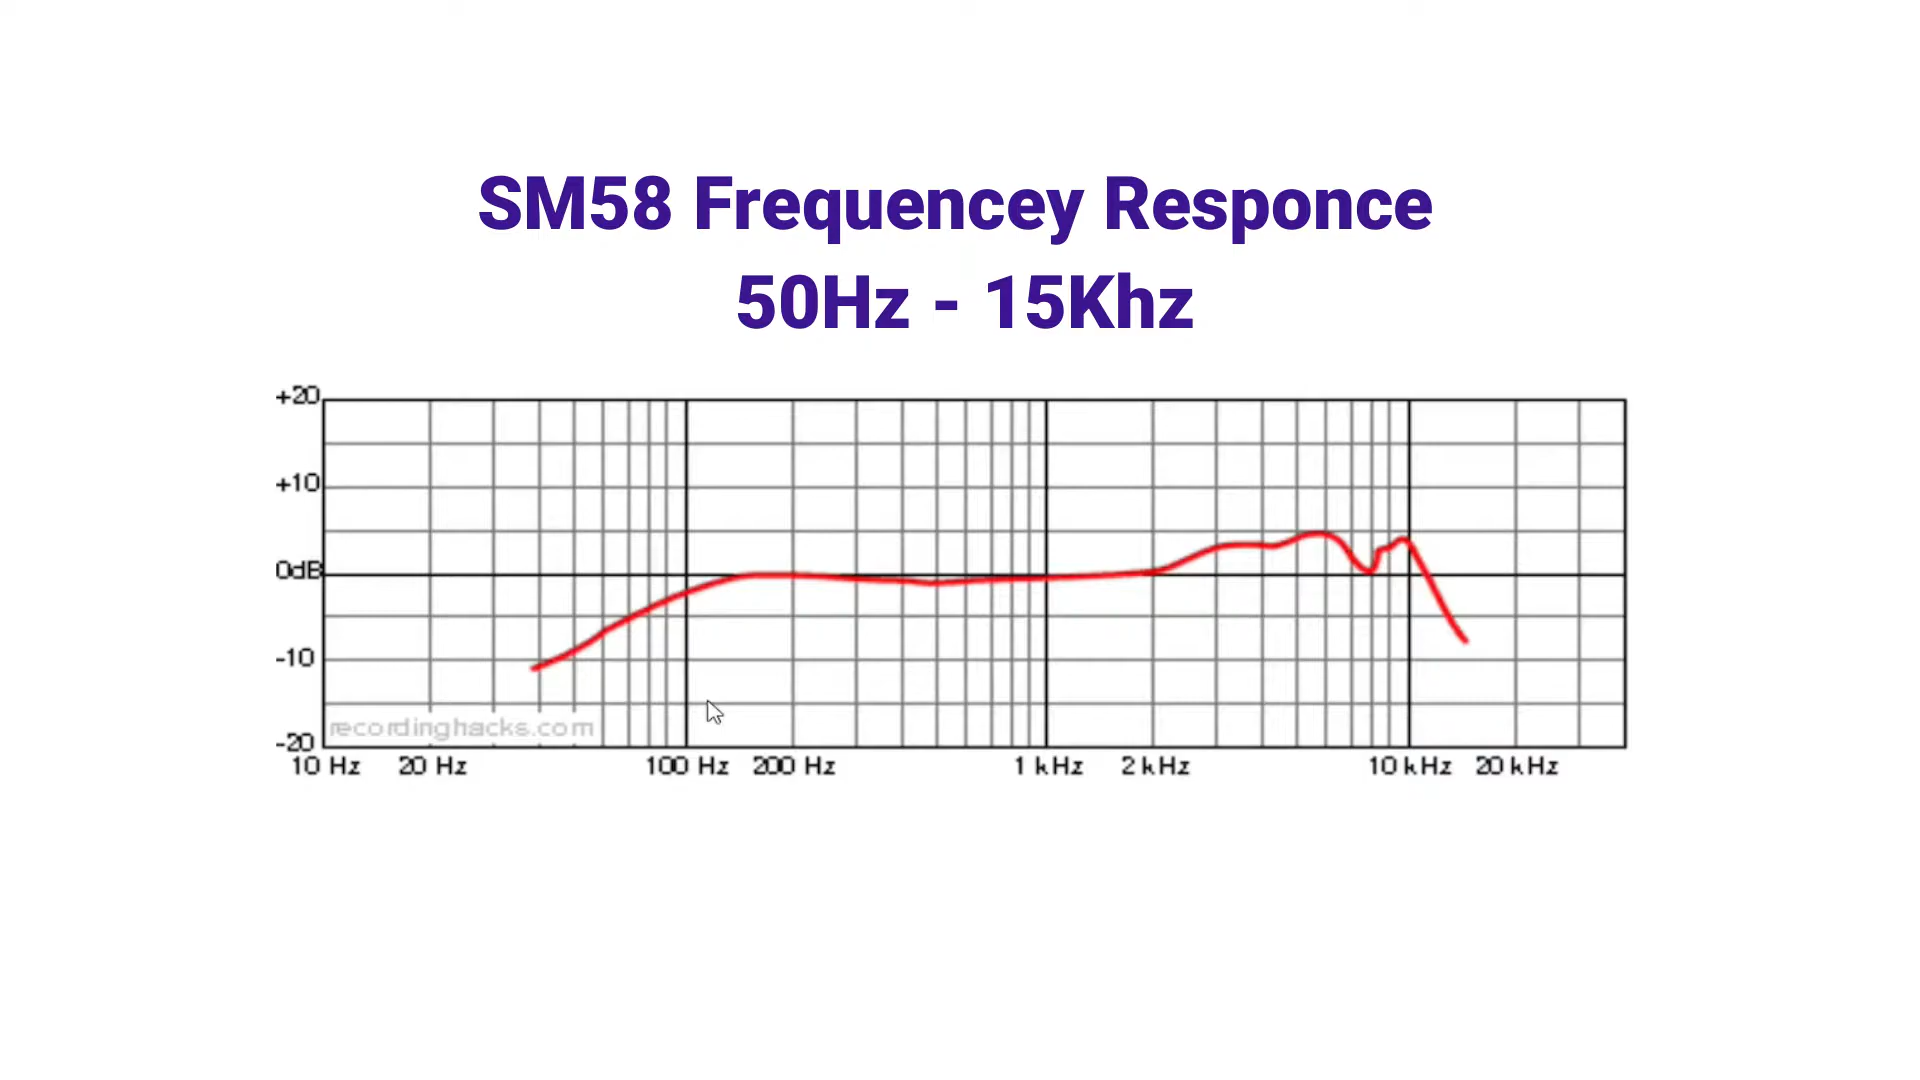 SM58 Frequencey Responce
50Hz - 15Khz
+20
+10
0dB
-10
-20
recordinghacks.com
10 Hz 20 Hz 100 Hz 200 Hz 1 kHz 2 kHz 10 kHz 20 kHz